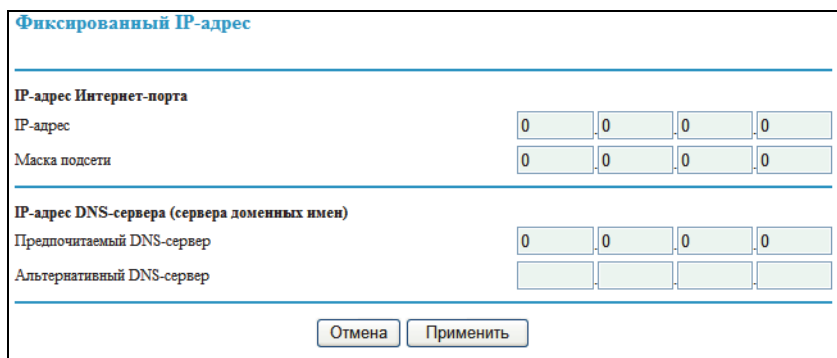 Фиксированный IP-адрес
IP-адрес Интернет-порта
IP-адрес 0 . 0 . 0 . 0
Маска подсети 0 . 0 . 0 . 0
IP-адрес DNS-сервера (сервера доменных имен)
Предпочитаемый DNS-сервер 0 . 0 . 0 . 0
Альтернативный DNS-сервер . . .
Отмена Применить